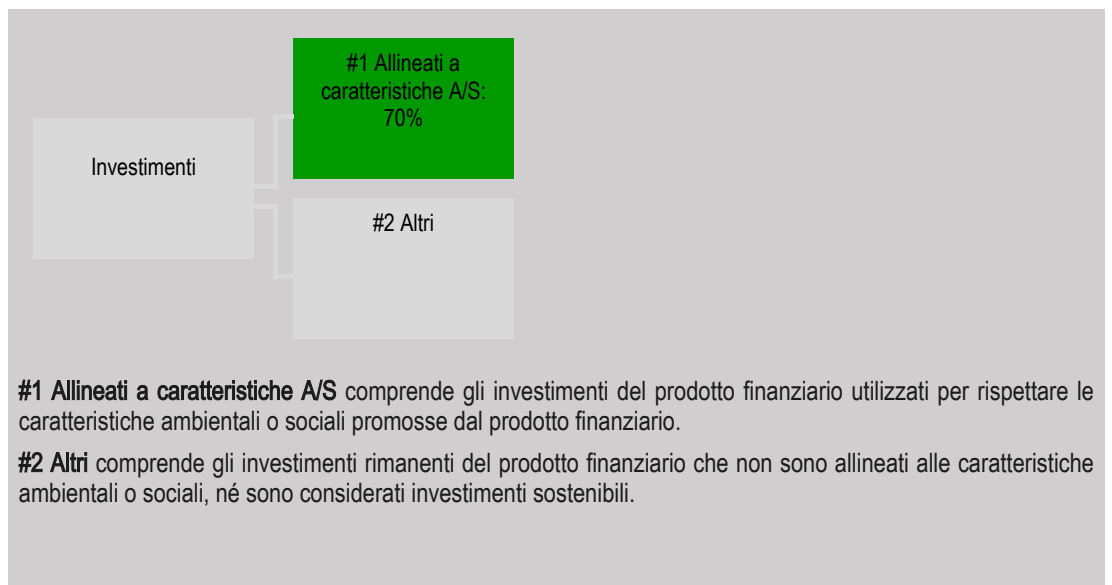 #1 Allineati a
caratteristiche A/S:
70%
Investimenti
#2 Altri
#1 Allineati a caratteristiche A/S comprende gli investimenti del prodotto finanziario utilizzati per rispettare le
caratteristiche ambientali o sociali promosse dal prodotto finanziario.
#2 Altri comprende gli investimenti rimanenti del prodotto finanziario che non sono allineati alle caratteristiche
ambientali o sociali, né sono considerati investimenti sostenibili.